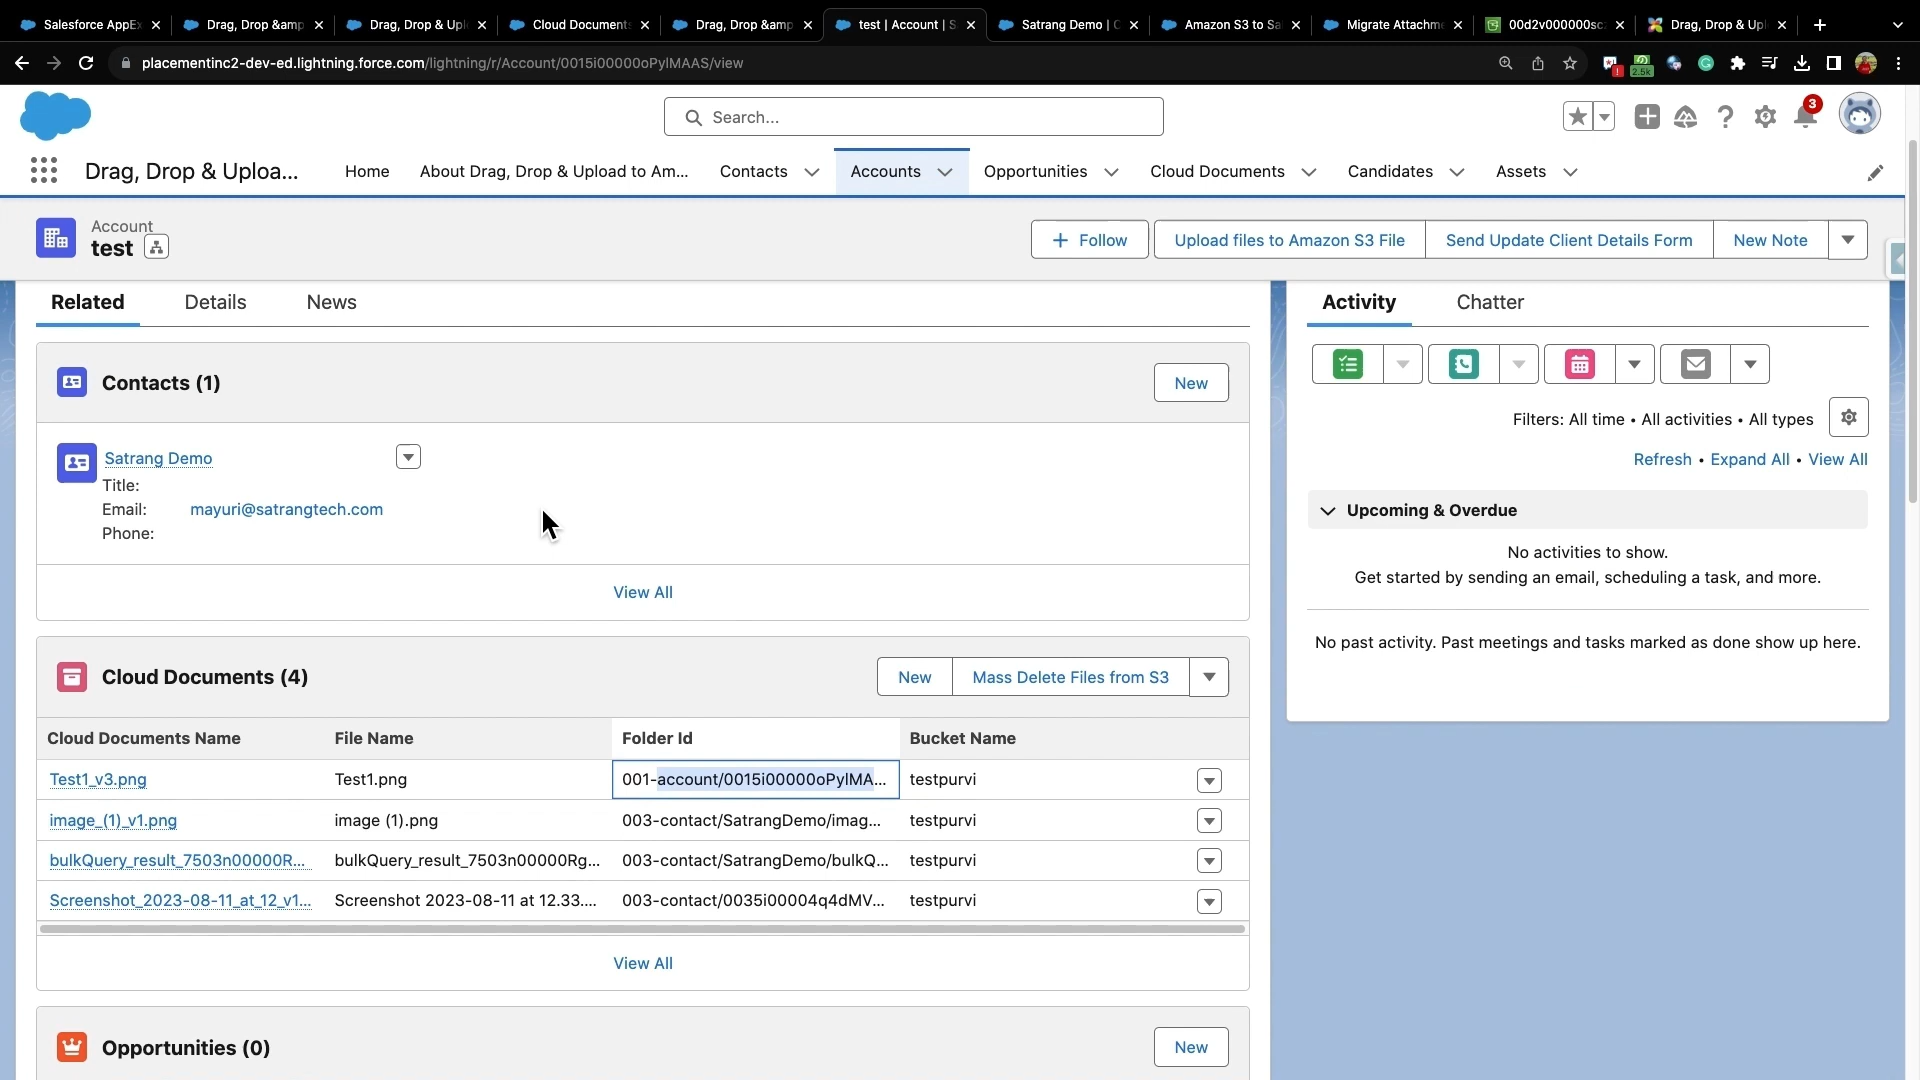 Salesforce AppEx
Drag, Drop &amp
Drag, Drop & Upl
Cloud Documents
Drag, Drop &amp
test | Account | S
Satrang Demo | C
Amazon S3 to Sa
Migrate Attachme
00d2v000000sc
Drag, Drop & Upl
placementinc2-dev-ed.lightning.force.com/lightning/r/Account/0015i00000oPylMAAS/view
2.5k
Search...
3
Drag, Drop & Uploa...
Home
About Drag, Drop & Upload to Am...
Contacts
Accounts
Opportunities
Cloud Documents
Candidates
Assets
Account
test
Follow
Upload files to Amazon S3 File
Send Update Client Details Form
New Note
Related
Details
News
Contacts (1)
New
Satrang Demo
Title:
Email: mayuri@satrangtech.com
Phone:
View All
Cloud Documents (4)
New
Mass Delete Files from S3
Cloud Documents Name File Name Folder Id Bucket Name
Test1_v3.png Test1.png 001-account/0015i00000oPylMA... testpurvi
image_(1)_v1.png image (1).png 003-contact/SatrangDemo/imag... testpurvi
bulkQuery_result_7503n00000R... bulkQuery_result_7503n00000Rg... 003-contact/SatrangDemo/bulkQ... testpurvi
Screenshot_2023-08-11_at_12_v1... Screenshot 2023-08-11 at 12.33.... 003-contact/0035i00004q4dMV... testpurvi
View All
Opportunities (0)
New
Activity
Chatter
Filters: All time • All activities • All types
Refresh • Expand All • View All
Upcoming & Overdue
No activities to show.
Get started by sending an email, scheduling a task, and more.
No past activity. Past meetings and tasks marked as done show up here.